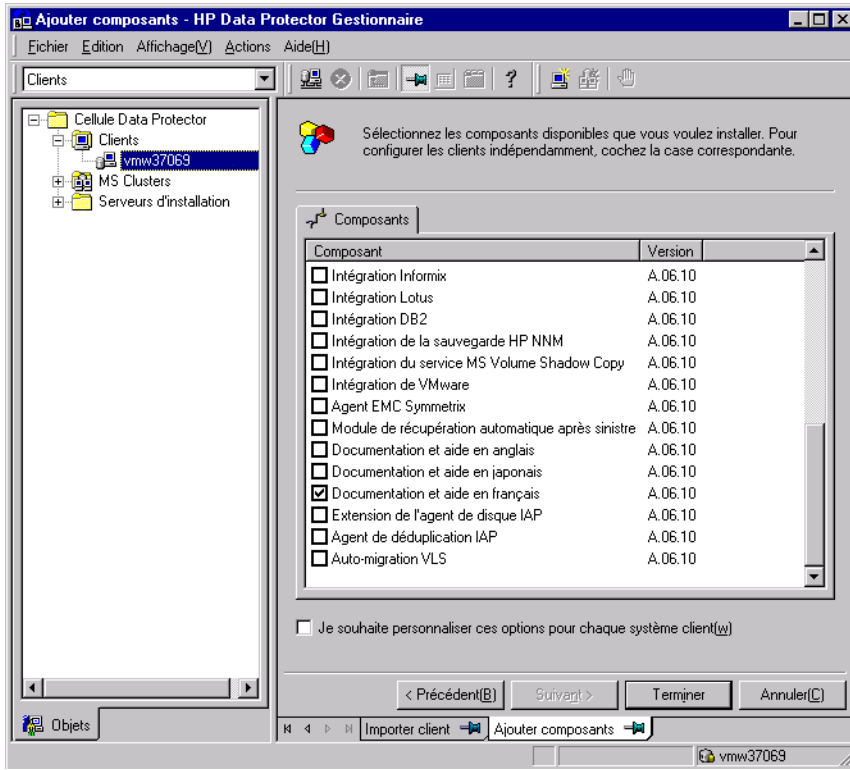 Ajouter composants - HP Data Protector Gestionnaire
Fichier Edition Affichage(V) Actions Aide(H)
Clients
Cellule Data Protector
Clients
vmw37069
MS Clusters
Serveurs d'installation
Objets
Sélectionnez les composants disponibles que vous voulez installer. Pour
configurer les clients indépendamment, cochez la case correspondante.
Composants
Composant Version
Intégration Informix A.06.10
Intégration Lotus A.06.10
Intégration DB2 A.06.10
Intégration de la sauvegarde HP NNM A.06.10
Intégration du service MS Volume Shadow Copy A.06.10
Intégration de VMware A.06.10
Agent EMC Symmetrix A.06.10
Module de récupération automatique après sinistre A.06.10
Documentation et aide en anglais A.06.10
Documentation et aide en japonais A.06.10
Documentation et aide en français A.06.10
Extension de l'agent de disque IAP A.06.10
Agent de déduplication IAP A.06.10
Auto-migration VLS A.06.10
Je souhaite personnaliser ces options pour chaque système client(w)
< Précédent(B) Suivant > Terminer Annuler(C)
Importer client Ajouter composants
vmw37069